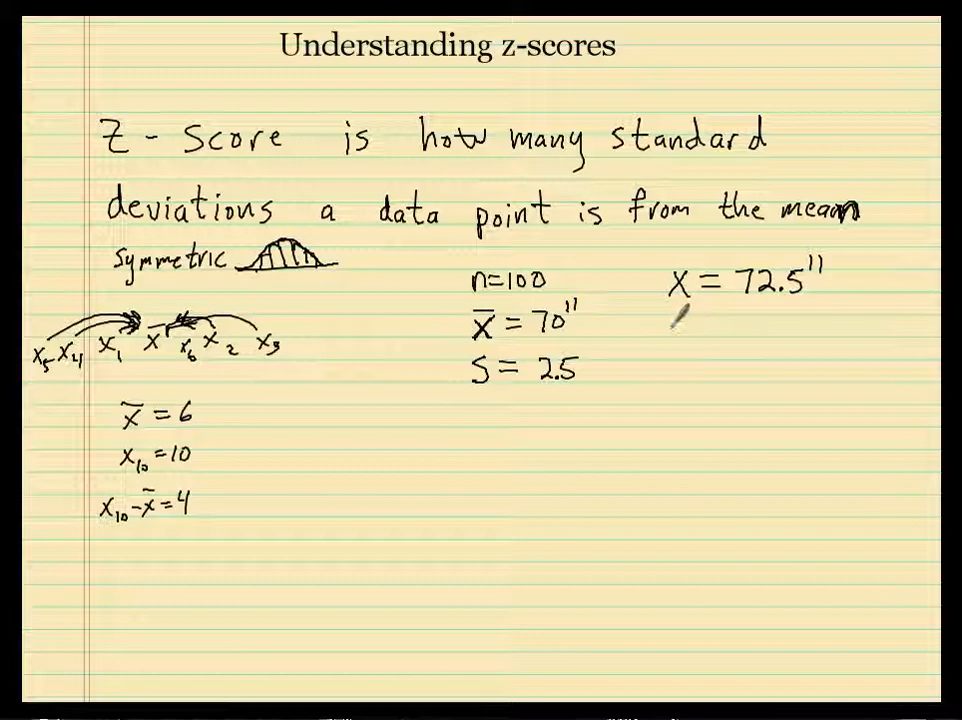 Understanding z-scores
Z - Score is how many standard
deviations a data point is from the mean
symmetric
x₅ x₄ x₁ x̄ x₆ x₂ x₃
x̄ = 6
x₁₀ = 10
x₁₀ - x̄ = 4
n=100
x̄ = 70"
S = 2.5
x = 72.5"